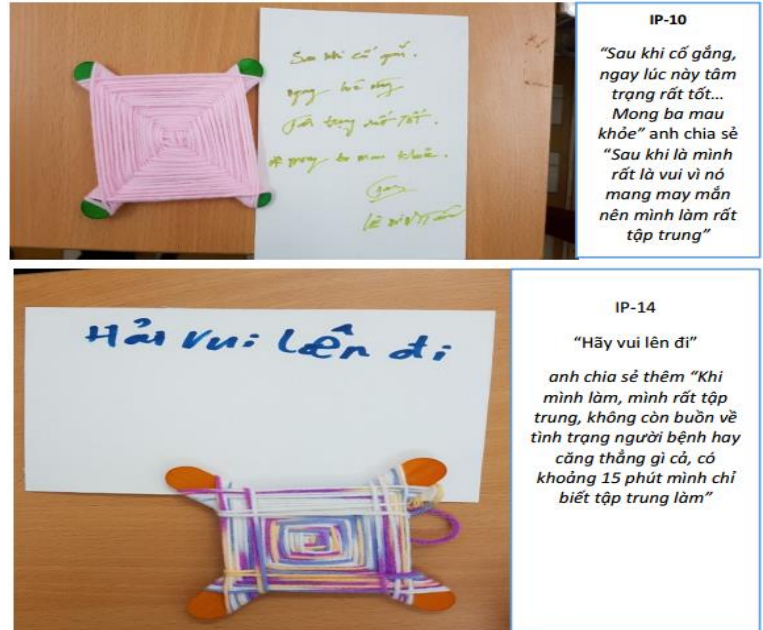 Sau khi cố gắng.
ngay lúc này
Tâm trạng rất tốt.
mong ba mau khỏe.
LÊ
IP-10
“Sau khi cố gắng,
ngay lúc này tâm
trạng rất tốt...
Mong ba mau
khỏe” anh chia sẻ
“Sau khi là mình
rất là vui vì nó
mang may mắn
nên mình làm rất
tập trung”
Hải vui lên đi
IP-14
“Hãy vui lên đi”
anh chia sẻ thêm “Khi
mình làm, mình rất tập
trung, không còn buồn về
tình trạng người bệnh hay
căng thẳng gì cả, có
khoảng 15 phút mình chỉ
biết tập trung làm”